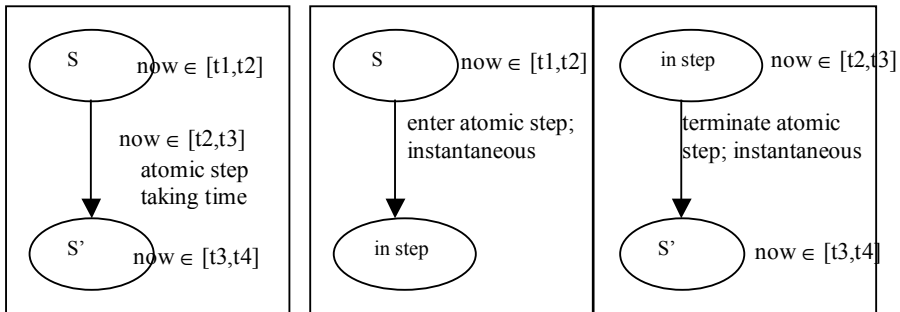 S
now ∈ [t1,t2]
now ∈ [t2,t3]
atomic step
taking time
S’
now ∈ [t3,t4]
S
now ∈ [t1,t2]
enter atomic step;
instantaneous
in step
in step
now ∈ [t2,t3]
terminate atomic
step; instantaneous
S’
now ∈ [t3,t4]